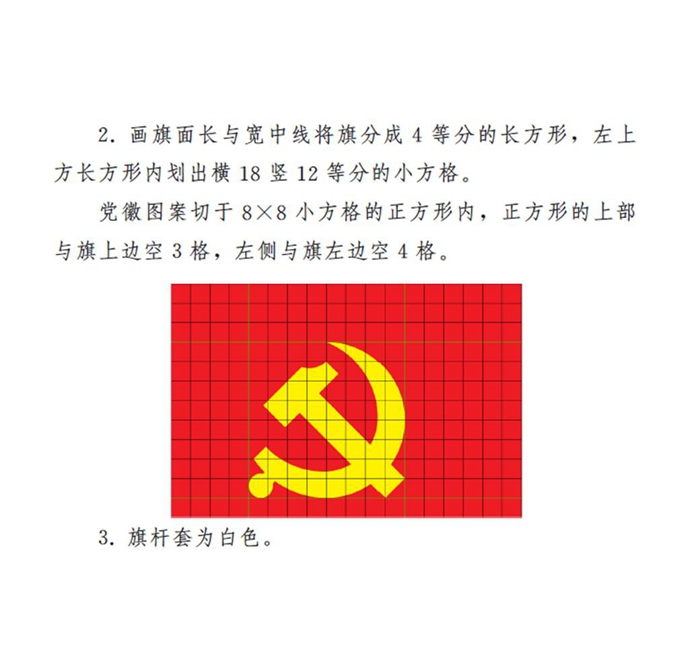 2. 画旗面长与宽中线将旗分成 4 等分的长方形，左上
方长方形内划出横 18 竖 12 等分的小方格。
党徽图案切于 8×8 小方格的正方形内，正方形的上部
与旗上边空 3 格，左侧与旗左边空 4 格。
3. 旗杆套为白色。